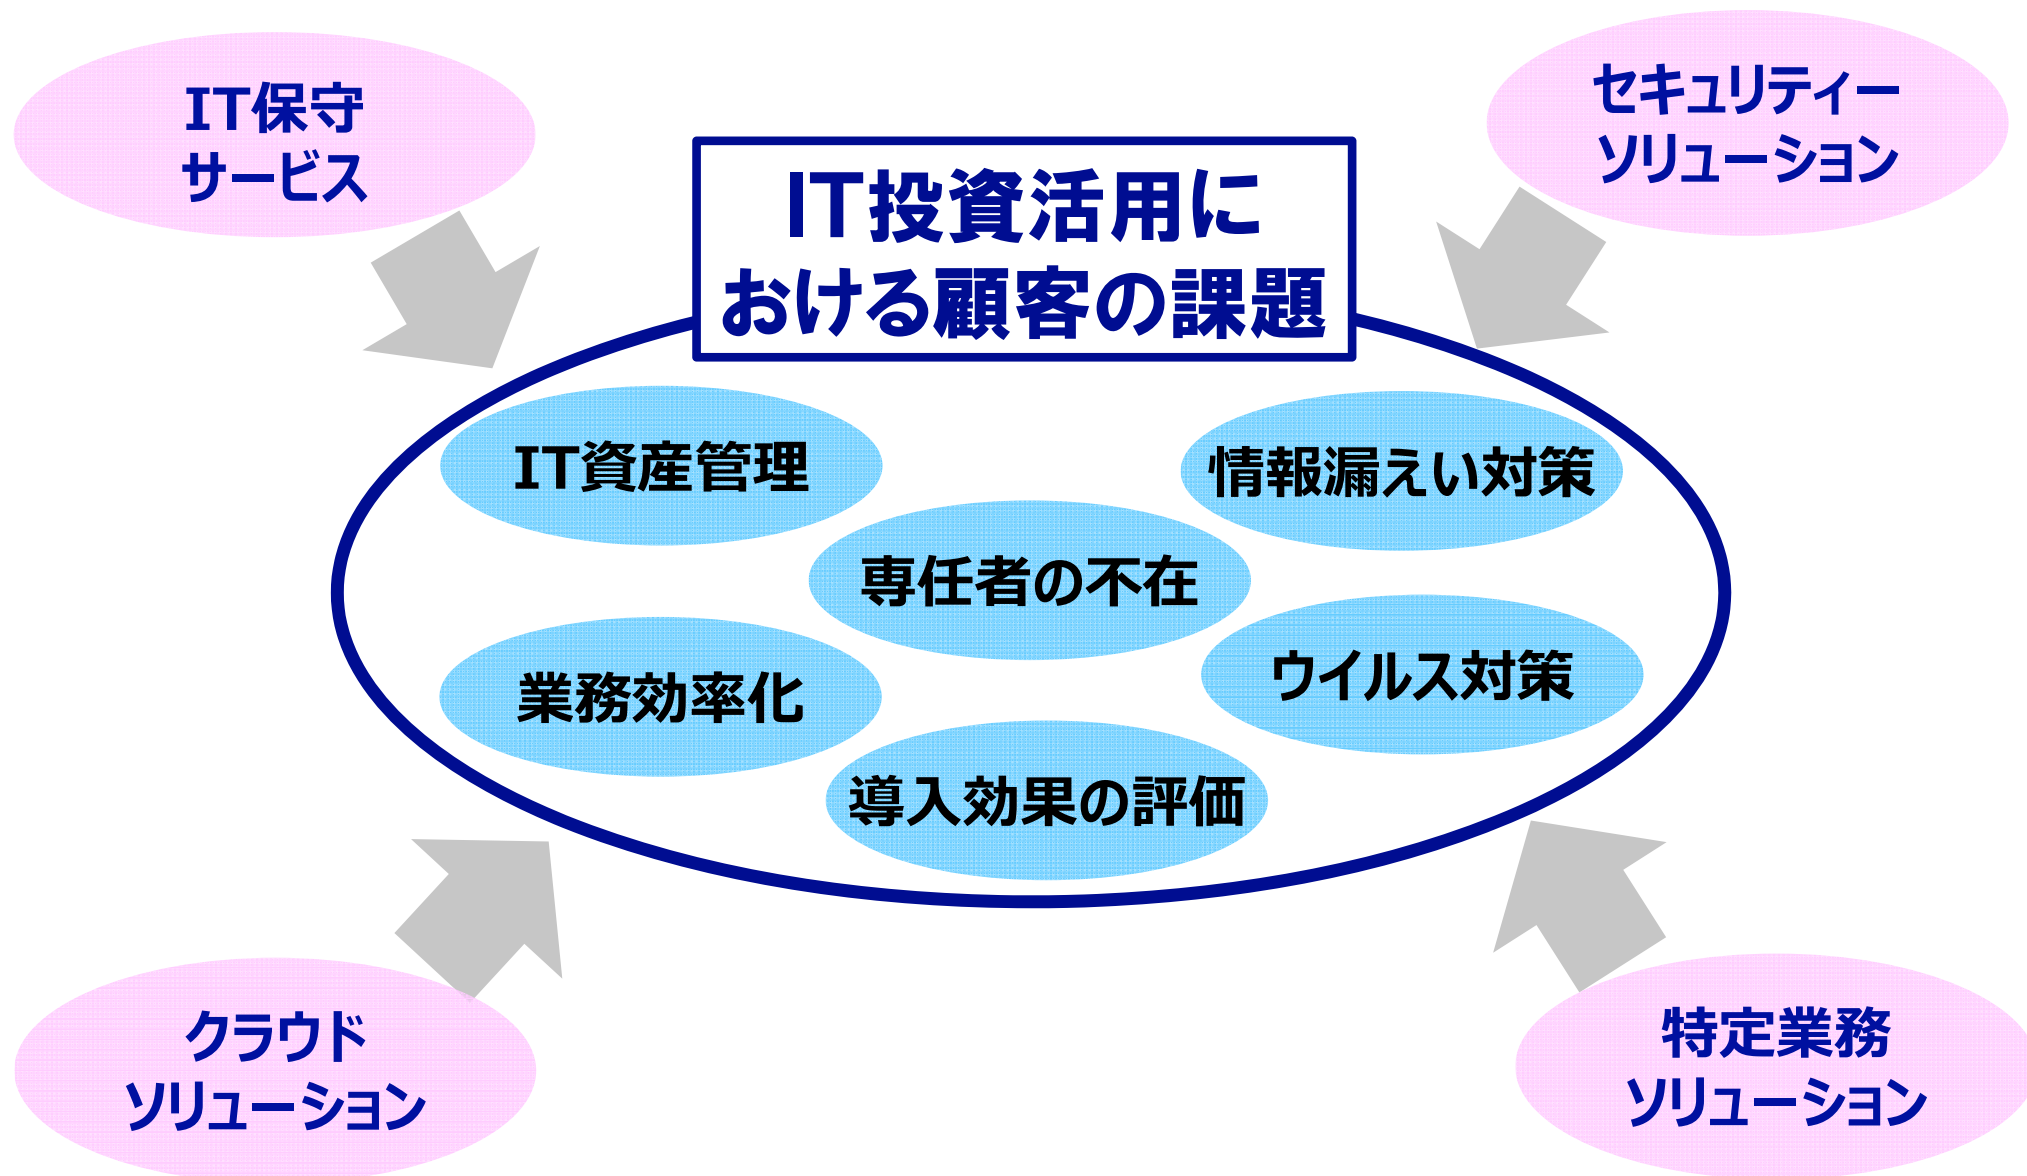 IT保守
サービス
セキュリティー
ソリューション
IT投資活用に
おける顧客の課題
IT資産管理
情報漏えい対策
専任者の不在
業務効率化
ウイルス対策
導入効果の評価
クラウド
ソリューション
特定業務
ソリューション